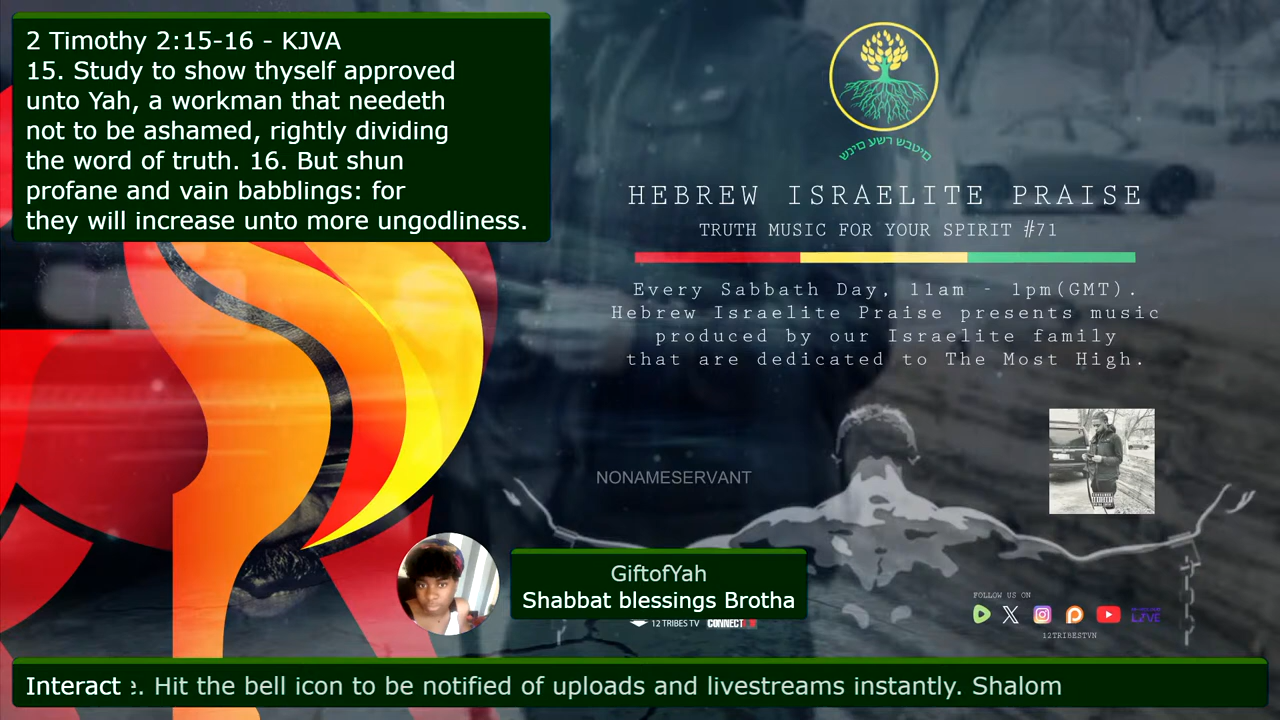 2 Timothy 2:15-16 - KJVA
15. Study to show thyself approved
unto Yah, a workman that needeth
not to be ashamed, rightly dividing
the word of truth. 16. But shun
profane and vain babblings: for
they will increase unto more ungodliness.
שנים עשר שבטים
HEBREW ISRAELITE PRAISE
TRUTH MUSIC FOR YOUR SPIRIT #71
Every Sabbath Day, 11am - 1pm(GMT).
Hebrew Israelite Praise presents music
produced by our Israelite family
that are dedicated to The Most High.
NONAMESERVANT
GiftofYah
Shabbat blessings Brotha
12 TRIBES TV CONNECT
FOLLOW US ON
LIVE
12TRIBESTVN
Interact e. Hit the bell icon to be notified of uploads and livestreams instantly. Shalom